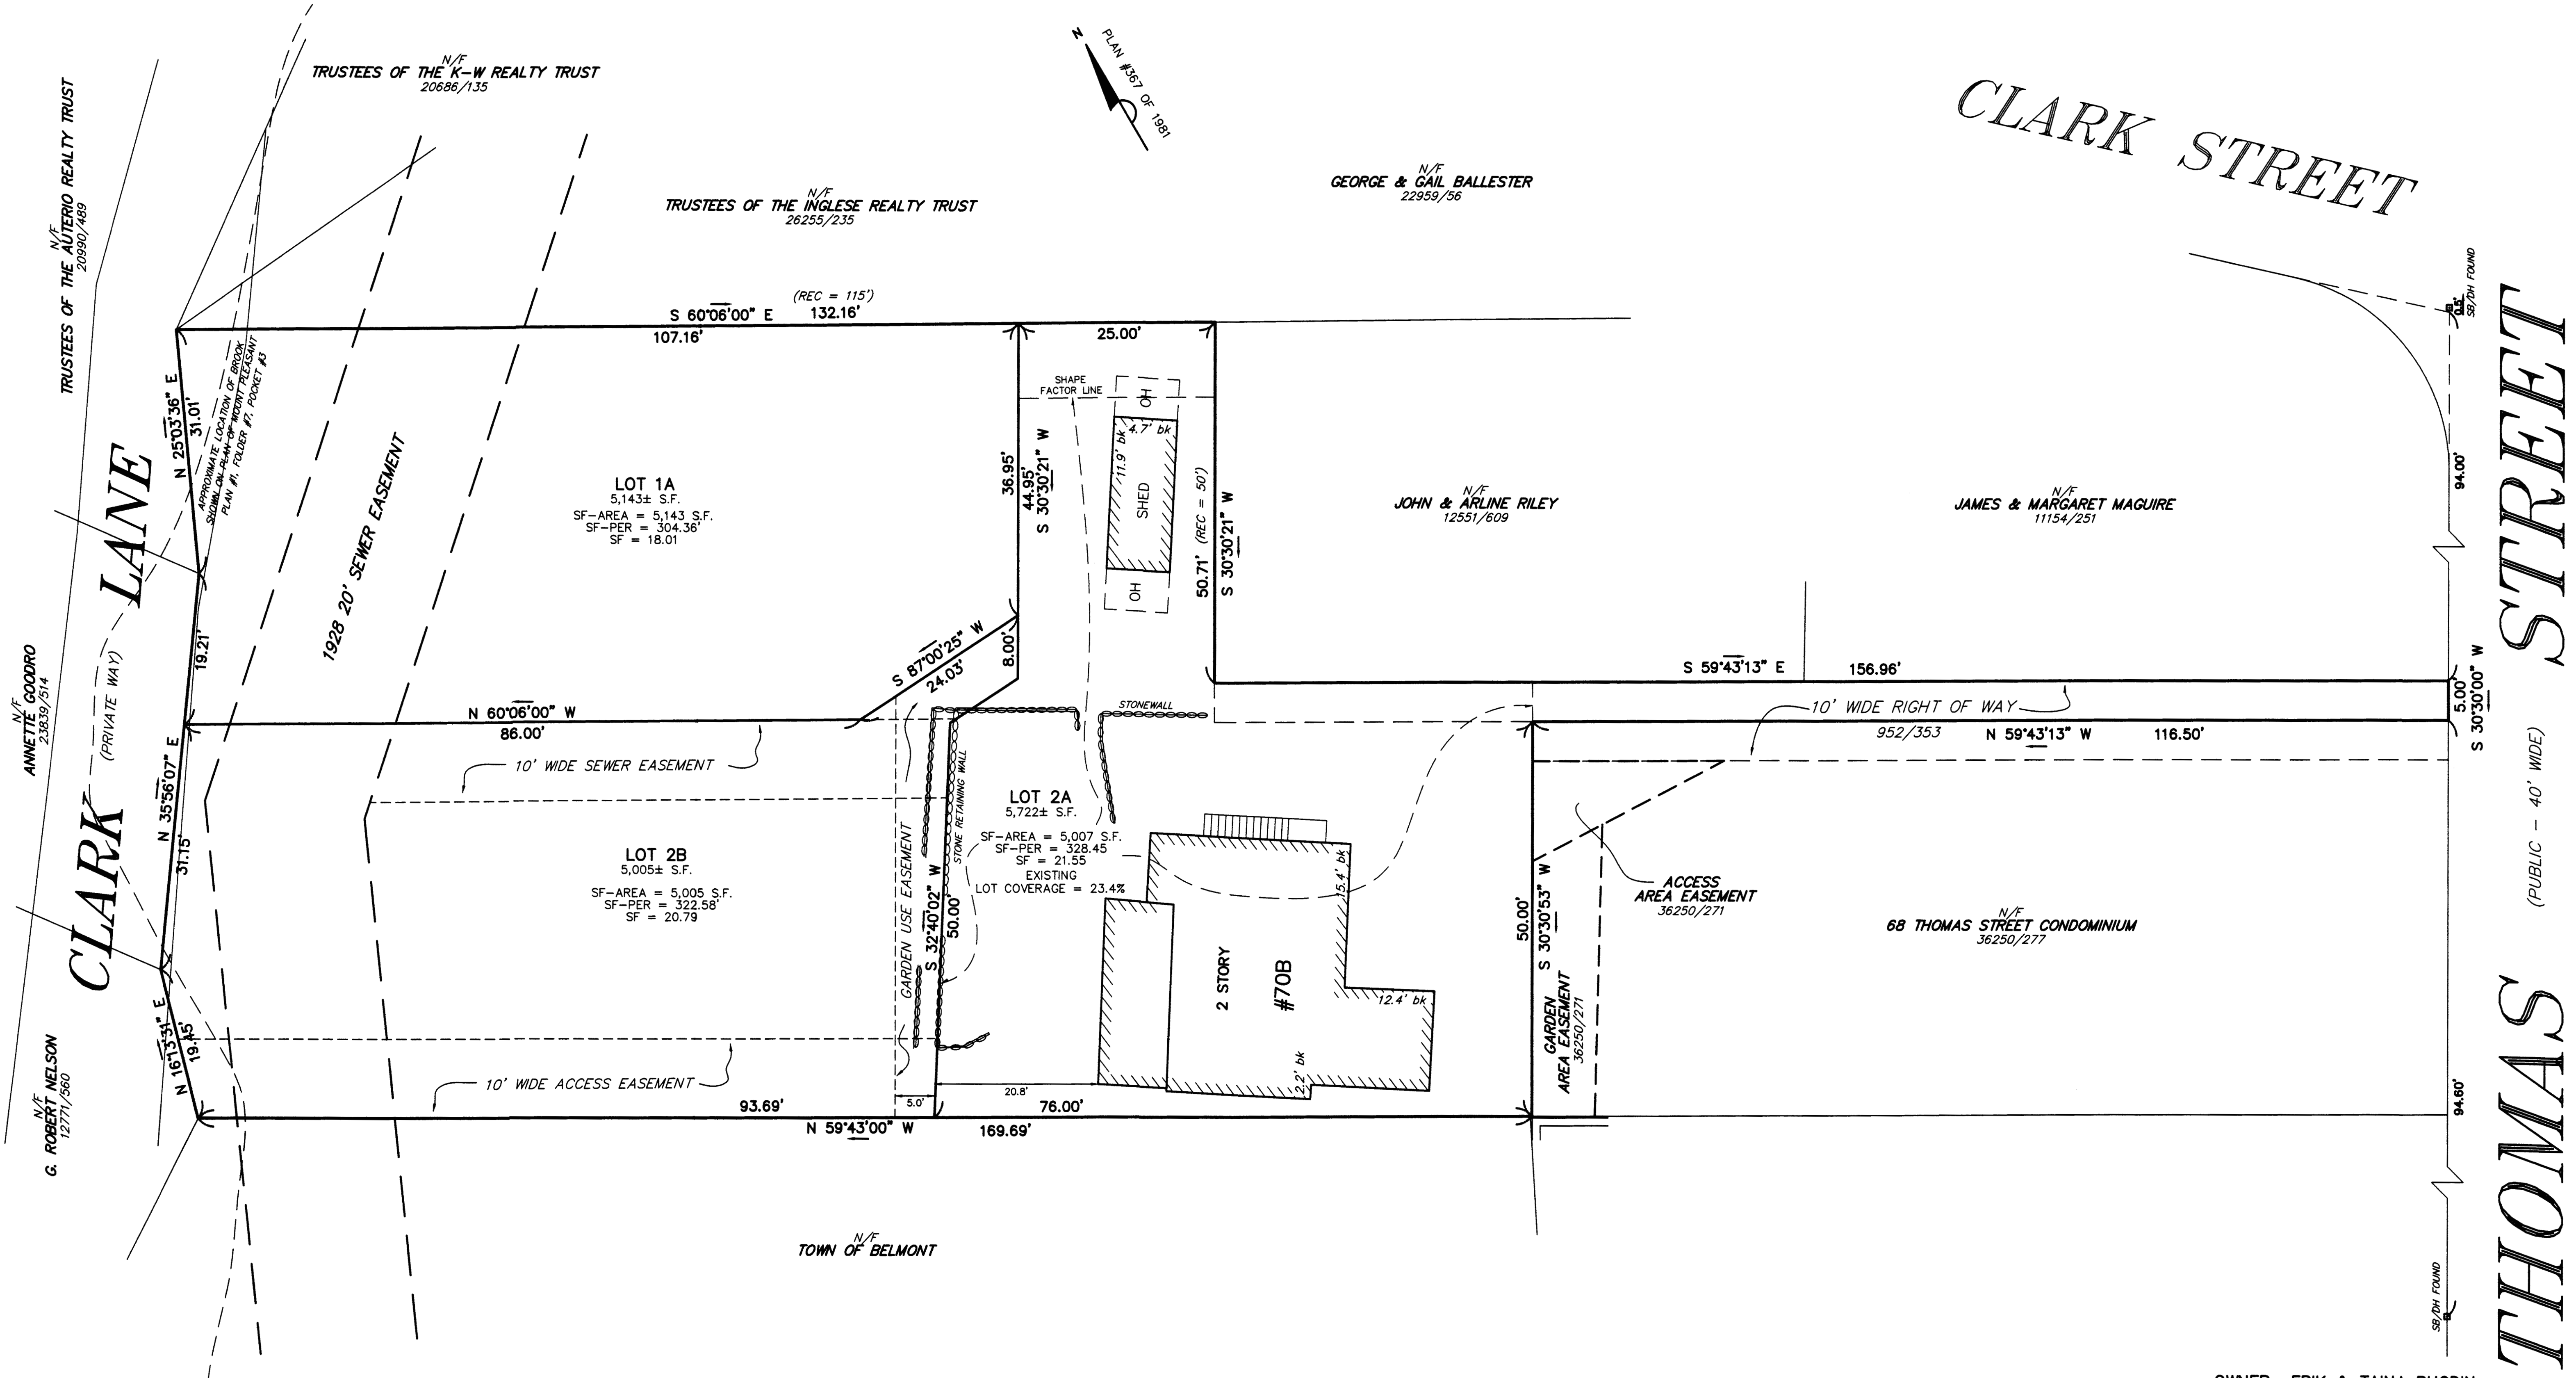 N/F
TRUSTEES OF THE K-W REALTY TRUST
20686/135
N/F
TRUSTEES OF THE AUTERIO REALTY TRUST
20990/489
N
PLAN #367 OF 1981
CLARK STREET
N/F
TRUSTEES OF THE INGLESE REALTY TRUST
26255/235
N/F
GEORGE & GAIL BALLESTER
22959/56
0.5'
SB/DH FOUND
(REC = 115')
S 60°06'00" E 132.16'
107.16'
25.00'
N 25°03'36" E
31.01'
APPROXIMATE LOCATION OF BROOK
SHOWN ON PLAN OF MOUNT PLEASANT
PLAN #1, FOLDER #7, POCKET #3
1928 20' SEWER EASEMENT
LOT 1A
5,143± S.F.
SF-AREA = 5,143 S.F.
SF-PER = 304.36'
SF = 18.01
36.95'
44.95'
S 30°30'21" W
SHAPE
FACTOR LINE
OH
4.7' bk
11.9' bk
SHED
OH
50.71' (REC = 50')
S 30°30'21" W
N/F
JOHN & ARLINE RILEY
12551/609
N/F
JAMES & MARGARET MAGUIRE
11154/251
94.00'
THOMAS STREET
(PUBLIC - 40' WIDE)
CLARK LANE
(PRIVATE WAY)
N/F
ANNETTE GOODRO
23839/514
19.21'
S 87°00'25" W
24.03'
8.00'
S 59°43'13" E 156.96'
5.00'
S 30°30'00" W
N 60°06'00" W
86.00'
STONEWALL
10' WIDE RIGHT OF WAY
952/353
N 59°43'13" W 116.50'
10' WIDE SEWER EASEMENT
N 35°56'07" E
31.15'
GARDEN USE EASEMENT
S 32°40'02" W
50.00'
STONE RETAINING WALL
LOT 2A
5,722± S.F.
SF-AREA = 5,007 S.F.
SF-PER = 328.45
SF = 21.55
EXISTING
LOT COVERAGE = 23.4%
LOT 2B
5,005± S.F.
SF-AREA = 5,005 S.F.
SF-PER = 322.58'
SF = 20.79
15.4' bk
2 STORY
#70B
12.4' bk
2.2' bk
50.00'
S 30°30'53" W
ACCESS
AREA EASEMENT
36250/271
GARDEN
AREA EASEMENT
36250/271
N/F
68 THOMAS STREET CONDOMINIUM
36250/277
N 16°13'31" E
19.45'
N/F
G. ROBERT NELSON
12771/560
10' WIDE ACCESS EASEMENT
5.0'
20.8'
93.69'
76.00'
N 59°43'00" W 169.69'
94.60'
N/F
TOWN OF BELMONT
SB/DH FOUND